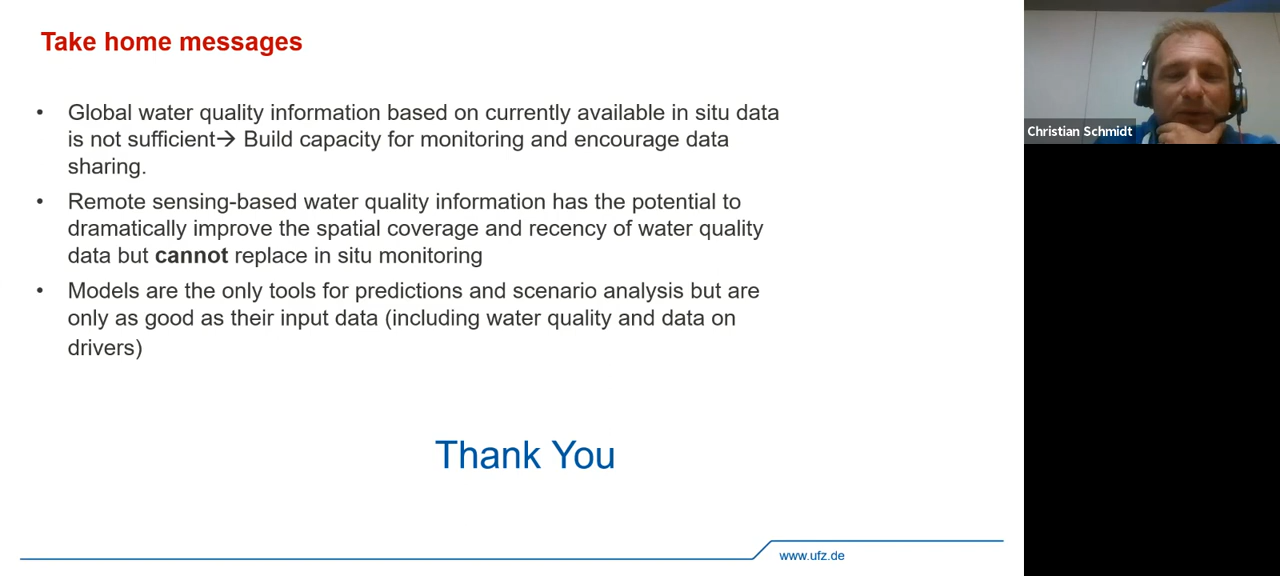 Take home messages
• Global water quality information based on currently available in situ data
is not sufficient→ Build capacity for monitoring and encourage data
sharing.
• Remote sensing-based water quality information has the potential to
dramatically improve the spatial coverage and recency of water quality
data but cannot replace in situ monitoring
• Models are the only tools for predictions and scenario analysis but are
only as good as their input data (including water quality and data on
drivers)
Thank You
www.ufz.de
Christian Schmidt